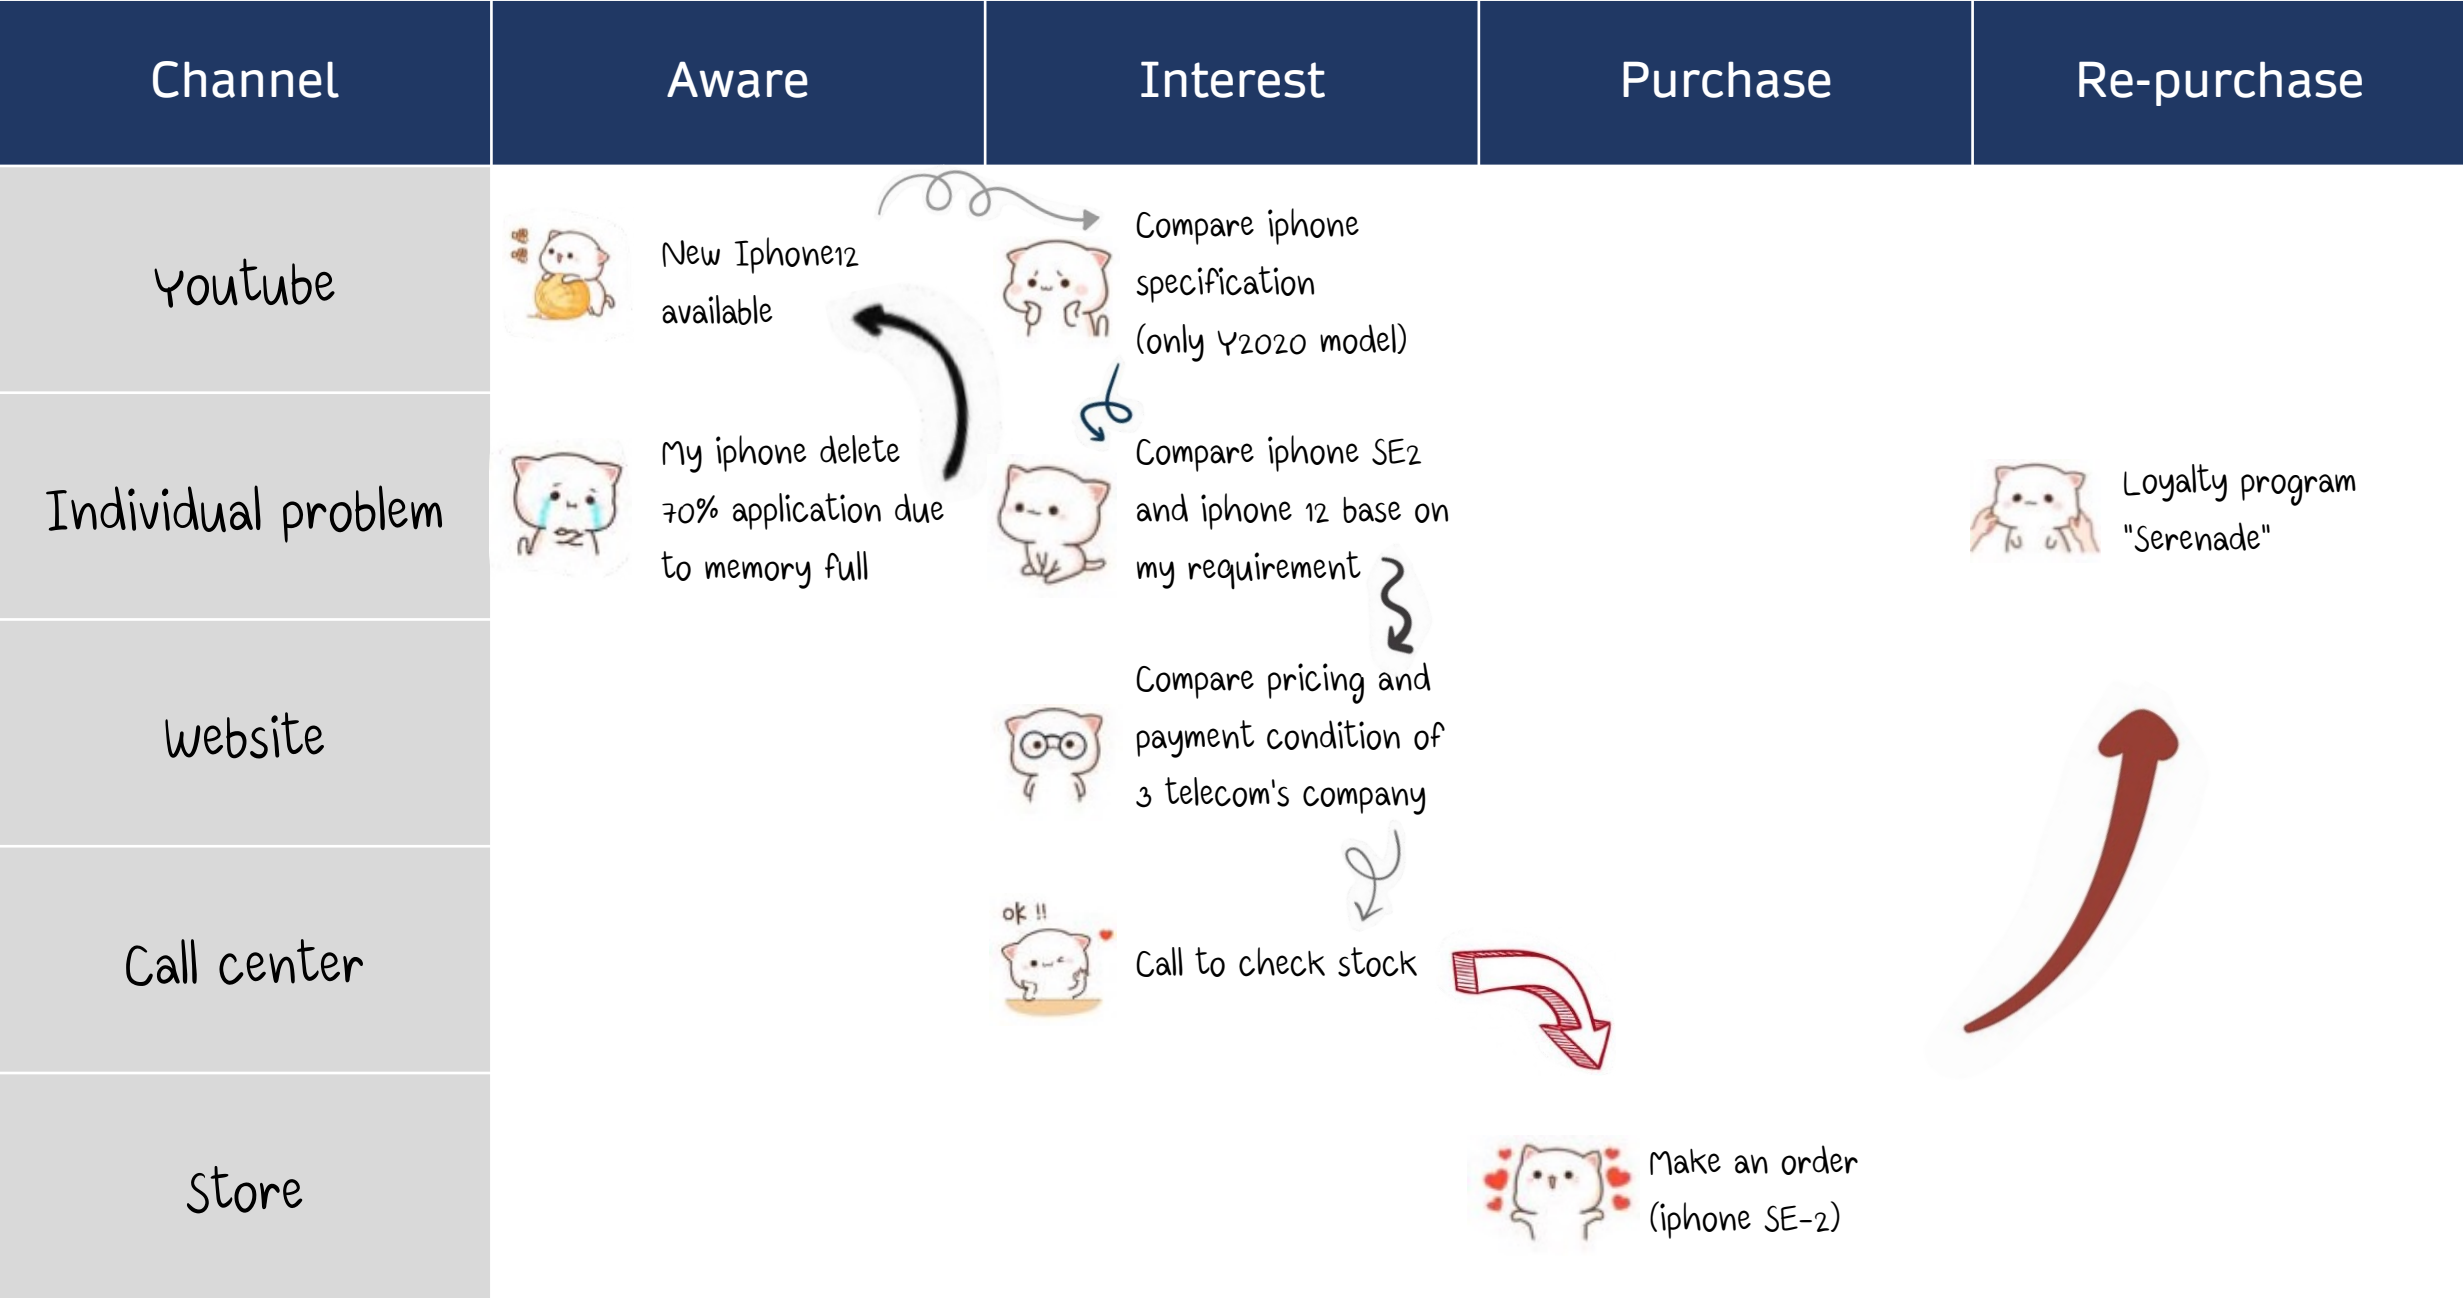 Channel
Aware
Interest
Purchase
Re-purchase
Youtube
New Iphone12
available
Compare iphone
specification
(only Y2020 model)
Individual problem
My iphone delete
70% application due
to memory full
Compare iphone SE2
and iphone 12 base on
my requirement
Loyalty program
"Serenade"
Website
Compare pricing and
payment condition of
3 telecom's company
Call center
ok !!
Call to check stock
Store
Make an order
(iphone SE-2)